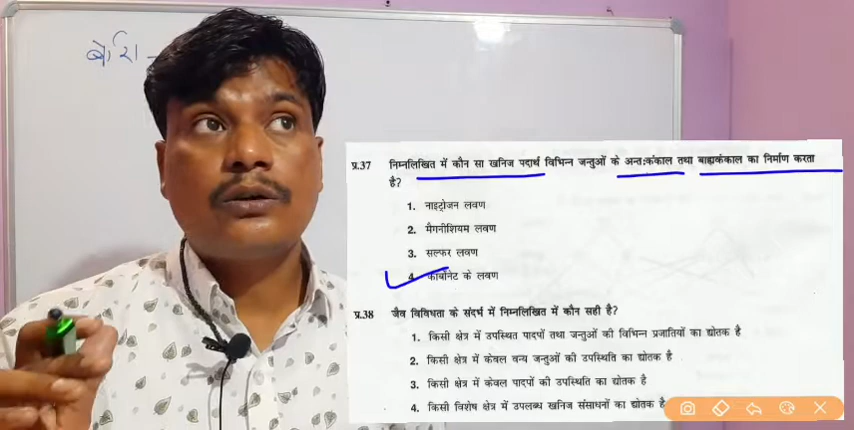 प्र.37 निम्नलिखित में कौन सा खनिज पदार्थ विभिन्न जन्तुओं के अन्तःकंकाल तथा बाह्यकंकाल का निर्माण करता
है?
1. नाइट्रोजन लवण
2. मैगनीशियम लवण
3. सल्फर लवण
4. कार्बोनेट के लवण
प्र.38 जैव विविधता के संदर्भ में निम्नलिखित में कौन सही है?
1. किसी क्षेत्र में उपस्थित पादपों तथा जन्तुओं की विभिन्न प्रजातियों का द्योतक है
2. किसी क्षेत्र में केवल वन्य जन्तुओं की उपस्थिति का द्योतक है
3. किसी क्षेत्र में केवल पादपों की उपस्थिति का द्योतक है
4. किसी विशेष क्षेत्र में उपलब्ध खनिज संसाधनों का द्योतक है